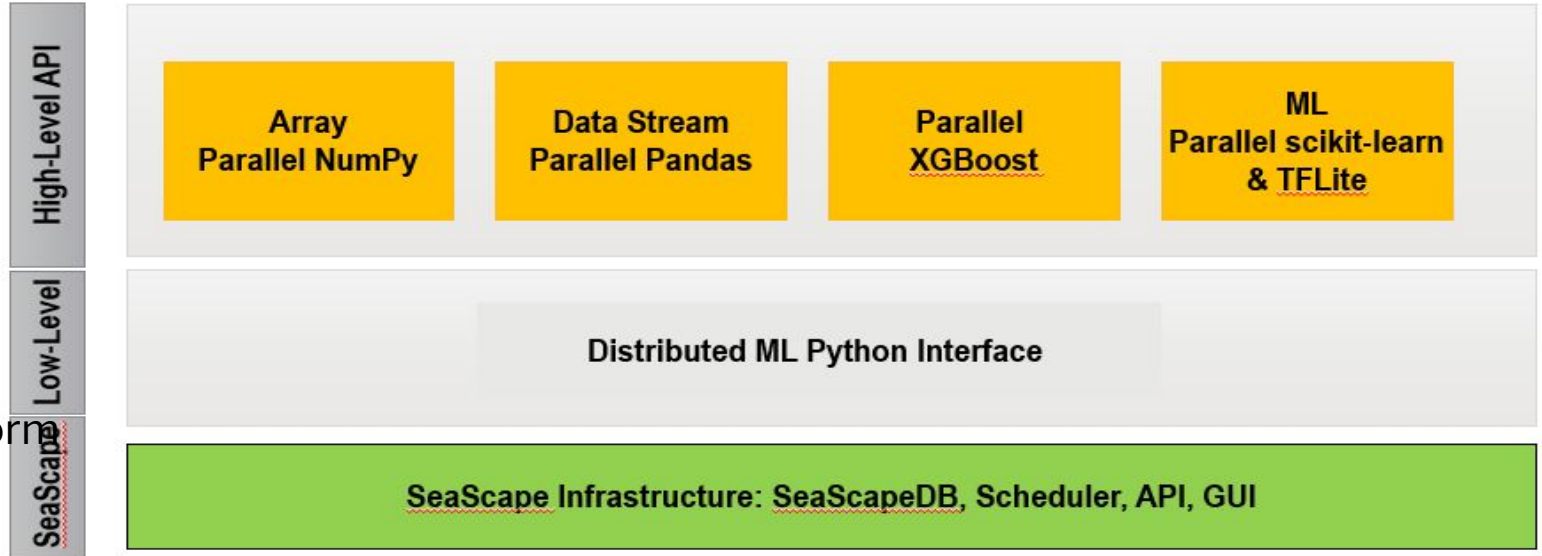 High-Level API
Array
Parallel NumPy
Data Stream
Parallel Pandas
Parallel
XGBoost
ML
Parallel scikit-learn
& TFLite
Low-Level
Distributed ML Python Interface
orm
SeaScape
SeaScape Infrastructure: SeaScapeDB, Scheduler, API, GUI